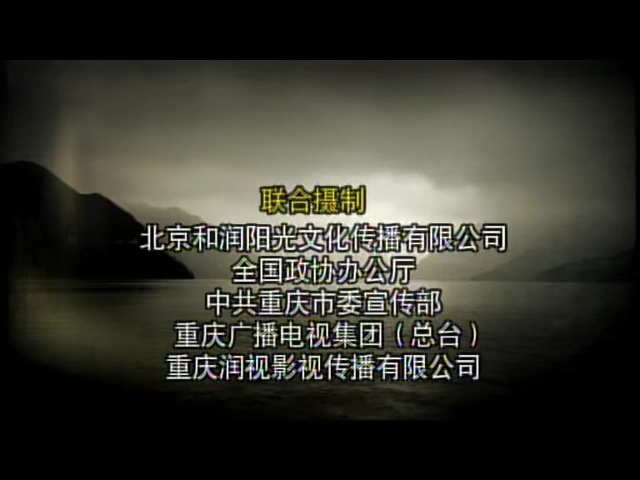 联合摄制
北京和润阳光文化传播有限公司
全国政协办公厅
中共重庆市委宣传部
重庆广播电视集团（总台）
重庆润视影视传播有限公司